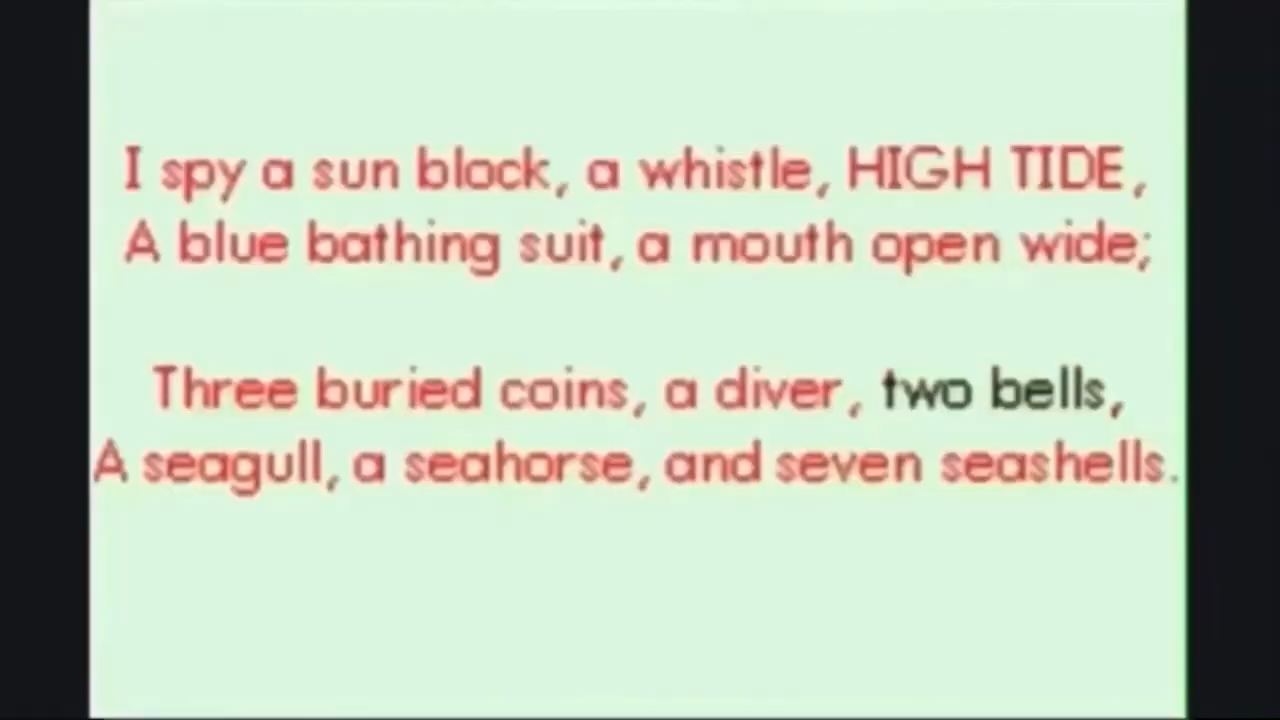 I spy a sun block, a whistle, HIGH TIDE,
A blue bathing suit, a mouth open wide;
Three buried coins, a diver, two bells,
A seagull, a seahorse, and seven seashells.